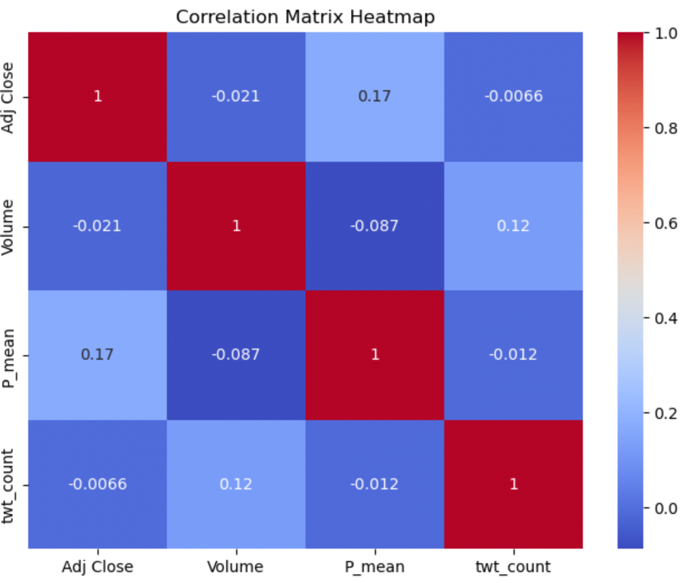 Correlation Matrix Heatmap
Adj Close
1
-0.021
0.17
-0.0066
Volume
-0.021
1
-0.087
0.12
P_mean
0.17
-0.087
1
-0.012
twt_count
-0.0066
0.12
-0.012
1
Adj Close
Volume
P_mean
twt_count
1.0
0.8
0.6
0.4
0.2
0.0